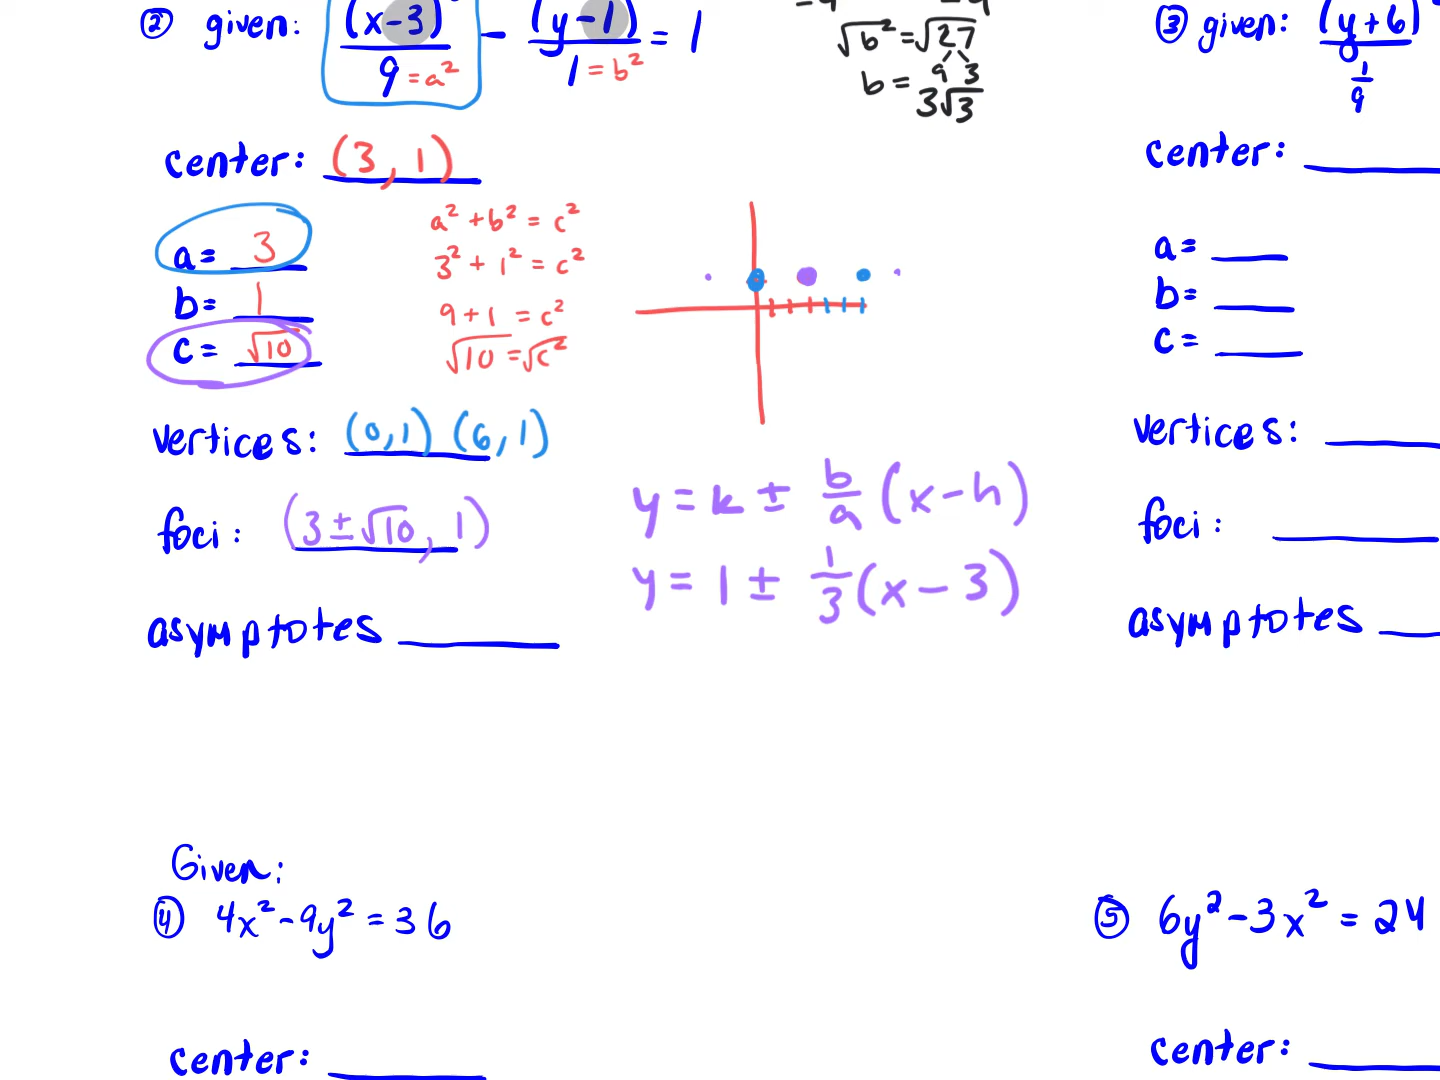 ② given: (x-3) / 9 = a² - (y-1) / 1 = b² = 1
√b² = √27
9 3
b = 3√3
center: (3, 1)
a = 3
b = 1
c = √10
a² + b² = c²
3² + 1² = c²
9 + 1 = c²
√10 = √c²
vertices: (0,1) (6,1)
foci: (3 ± √10, 1)
y = k ± b/a (x - h)
y = 1 ± 1/3 (x - 3)
asymptotes
③ given: (y + 6) / 1/9
center:
a =
b =
c =
vertices:
foci:
asymptotes
Given:
④ 4x² - 9y² = 36
center:
⑤ 6y² - 3x² = 24
center: